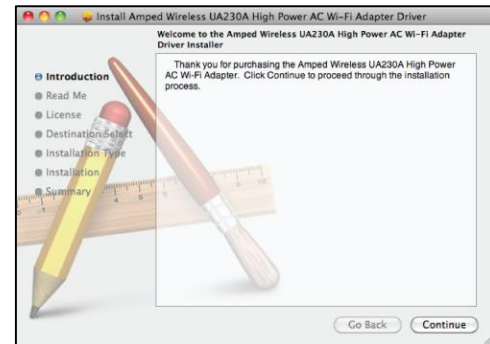 Install Amped Wireless UA230A High Power AC Wi-Fi Adapter Driver
Welcome to the Amped Wireless UA230A High Power AC Wi-Fi Adapter
Driver Installer
Introduction
Read Me
License
Destination Select
Installation Type
Installation
Summary
Thank you for purchasing the Amped Wireless UA230A High Power
AC Wi-Fi Adapter. Click Continue to proceed through the installation
process.
Go Back
Continue